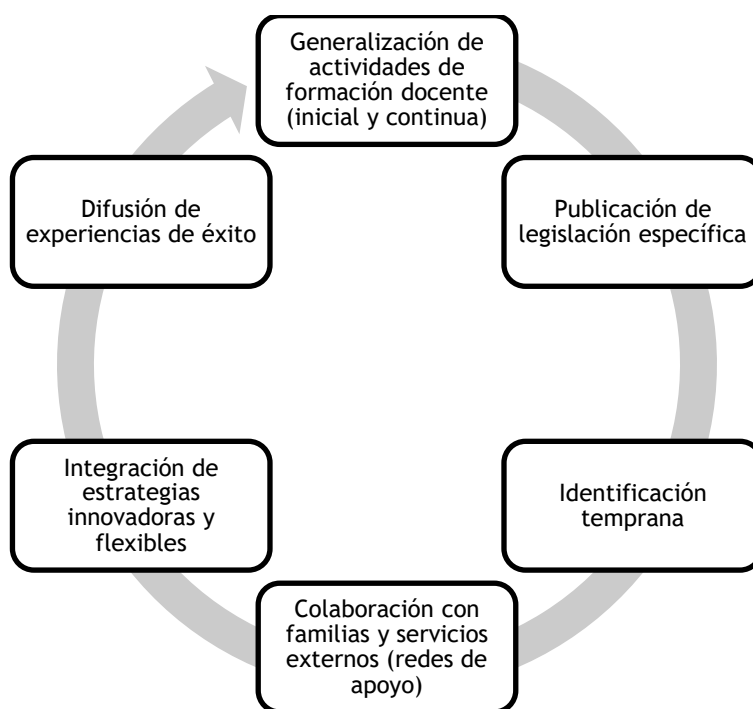 Generalización de
actividades de
formación docente
(inicial y continua)
Publicación de
legislación específica
Identificación
temprana
Colaboración con
familias y servicios
externos (redes de
apoyo)
Integración de
estrategias
innovadoras y
flexibles
Difusión de
experiencias de éxito